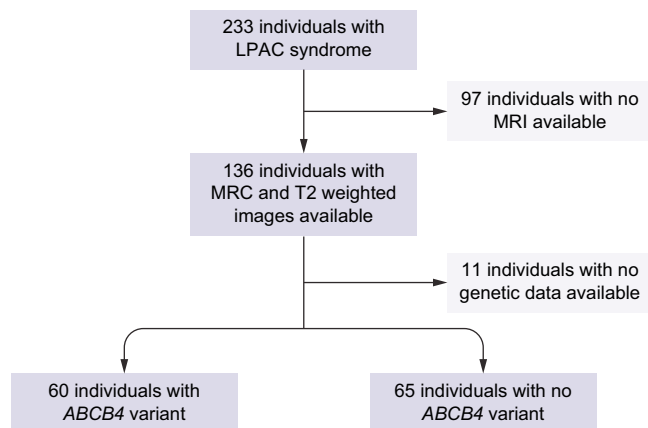 233 individuals with
LPAC syndrome
97 individuals with no
MRI available
136 individuals with
MRC and T2 weighted
images available
11 individuals with no
genetic data available
60 individuals with
ABCB4 variant
65 individuals with no
ABCB4 variant